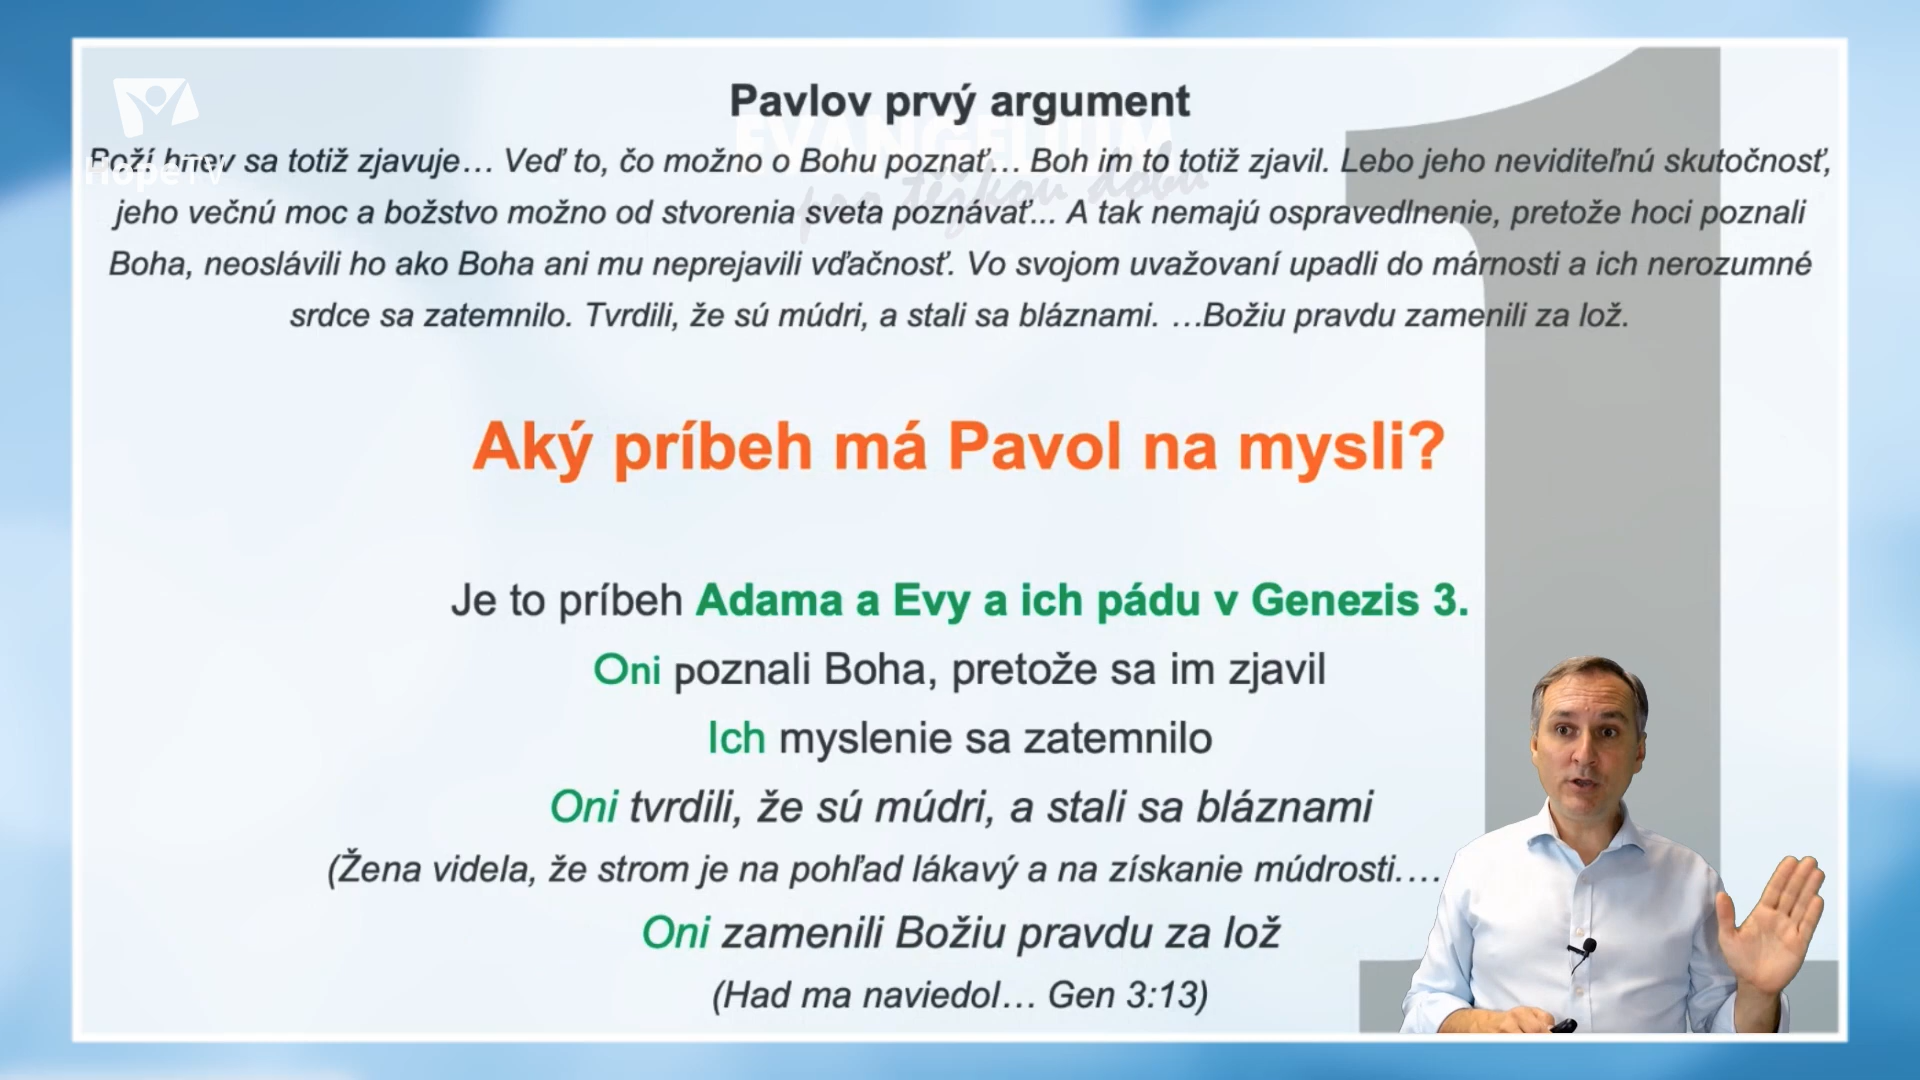 Pavlov prvý argument
HopeTV
EVANGELIUM
pro těžkou dobu
Boží hnev sa totiž zjavuje… Veď to, čo možno o Bohu poznať… Boh im to totiž zjavil. Lebo jeho neviditeľnú skutočnosť,
jeho večnú moc a božstvo možno od stvorenia sveta poznávať... A tak nemajú ospravedlnenie, pretože hoci poznali
Boha, neoslávili ho ako Boha ani mu neprejavili vďačnosť. Vo svojom uvažovaní upadli do márnosti a ich nerozumné
srdce sa zatemnilo. Tvrdili, že sú múdri, a stali sa bláznami. …Božiu pravdu zamenili za lož.
1
Aký príbeh má Pavol na mysli?
Je to príbeh Adama a Evy a ich pádu v Genezis 3.
Oni poznali Boha, pretože sa im zjavil
Ich myslenie sa zatemnilo
Oni tvrdili, že sú múdri, a stali sa bláznami
(Žena videla, že strom je na pohľad lákavý a na získanie múdrosti….
Oni zamenili Božiu pravdu za lož
(Had ma naviedol… Gen 3:13)